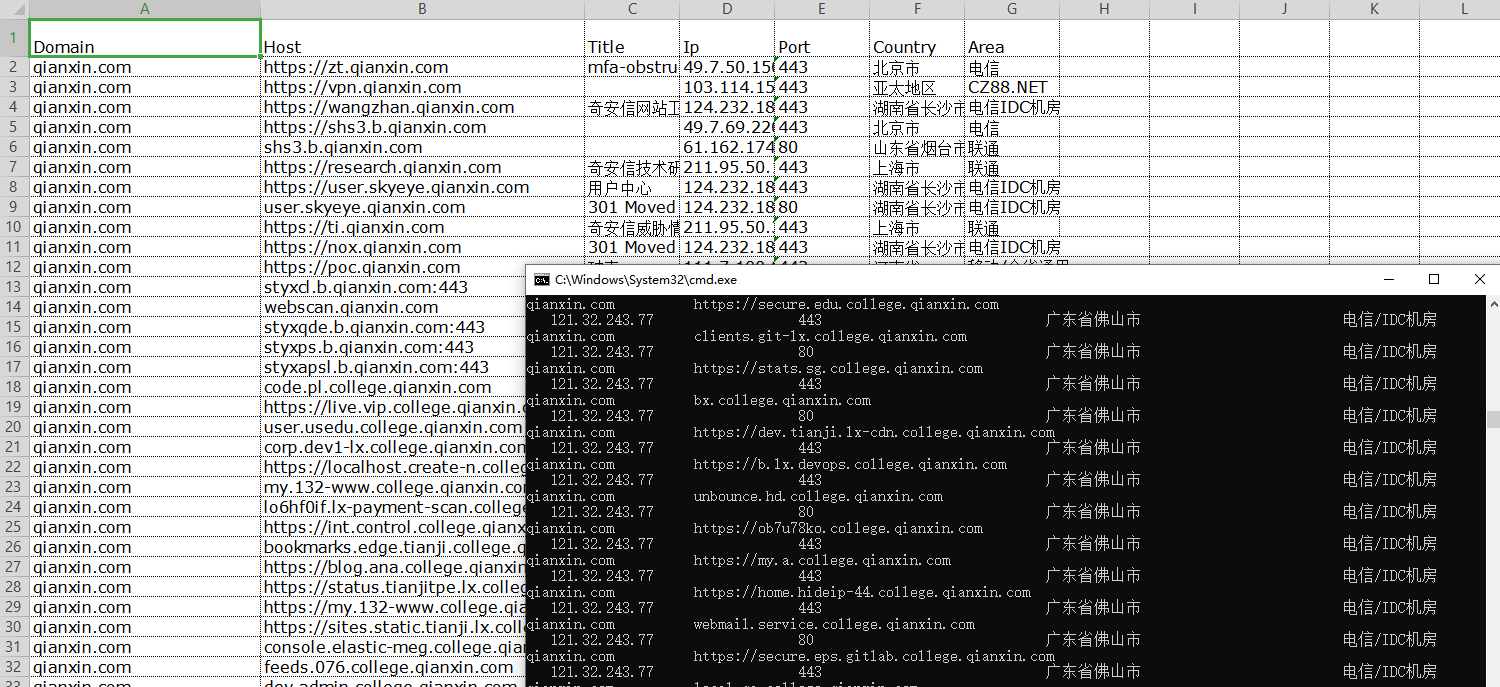 A B C D E F G H I J K L
1 Domain Host Title Ip Port Country Area
2 qianxin.com https://zt.qianxin.com mfa-obstru 49.7.50.15 443 北京市 电信
3 qianxin.com https://vpn.qianxin.com 103.114.15 443 亚太地区 CZ88.NET
4 qianxin.com https://wangzhan.qianxin.com 奇安信网站 124.232.18 443 湖南省长沙市 电信IDC机房
5 qianxin.com https://shs3.b.qianxin.com 49.7.69.22 443 北京市 电信
6 qianxin.com shs3.b.qianxin.com 61.162.174 80 山东省烟台市 联通
7 qianxin.com https://research.qianxin.com 奇安信技术研 211.95.50. 443 上海市 联通
8 qianxin.com https://user.skyeye.qianxin.com 用户中心 124.232.18 443 湖南省长沙市 电信IDC机房
9 qianxin.com user.skyeye.qianxin.com 301 Moved 124.232.18 80 湖南省长沙市 电信IDC机房
10 qianxin.com https://ti.qianxin.com 奇安信威胁情 211.95.50. 443 上海市 联通
11 qianxin.com https://nox.qianxin.com 301 Moved 124.232.18 443 湖南省长沙市 电信IDC机房
12 qianxin.com https://poc.qianxin.com
13 qianxin.com styxcl.b.qianxin.com:443
14 qianxin.com webscan.qianxin.com
15 qianxin.com styxqde.b.qianxin.com:443
16 qianxin.com styxps.b.qianxin.com:443
17 qianxin.com styxapsl.b.qianxin.com:443
18 qianxin.com code.pl.college.qianxin.com
19 qianxin.com https://live.vip.college.qianxin.
20 qianxin.com user.usedu.college.qianxin.com
21 qianxin.com corp.dev1-lx.college.qianxin.con
22 qianxin.com https://localhost.create-n.colleg
23 qianxin.com my.132-www.college.qianxin.co
24 qianxin.com lo6hf0if.lx-payment-scan.college
25 qianxin.com https://int.control.college.qianx
26 qianxin.com bookmarks.edge.tianji.college.q
27 qianxin.com https://blog.ana.college.qianxin
28 qianxin.com https://status.tianjitpe.lx.colleg
29 qianxin.com https://my.132-www.college.qia
30 qianxin.com https://sites.static.tianji.lx.coll
31 qianxin.com console.elastic-meg.college.qian
32 qianxin.com feeds.076.college.qianxin.com
qianxin.com dev.admin.college.qianxin.com
C:\Windows\System32\cmd.exe
qianxin.com https://secure.edu.college.qianxin.com
121.32.243.77 443 广东省佛山市 电信/IDC机房
qianxin.com clients.git-lx.college.qianxin.com
121.32.243.77 80 广东省佛山市 电信/IDC机房
qianxin.com https://stats.sg.college.qianxin.com
121.32.243.77 443 广东省佛山市 电信/IDC机房
qianxin.com bx.college.qianxin.com
121.32.243.77 80 广东省佛山市 电信/IDC机房
qianxin.com https://dev.tianji.lx-cdn.college.qianxin.com
121.32.243.77 443 广东省佛山市 电信/IDC机房
qianxin.com https://b.lx.devops.college.qianxin.com
121.32.243.77 443 广东省佛山市 电信/IDC机房
qianxin.com unbounce.hd.college.qianxin.com
121.32.243.77 80 广东省佛山市 电信/IDC机房
qianxin.com https://ob7u78ko.college.qianxin.com
121.32.243.77 443 广东省佛山市 电信/IDC机房
qianxin.com https://my.a.college.qianxin.com
121.32.243.77 443 广东省佛山市 电信/IDC机房
qianxin.com https://home.hideip-44.college.qianxin.com
121.32.243.77 443 广东省佛山市 电信/IDC机房
qianxin.com webmail.service.college.qianxin.com
121.32.243.77 80 广东省佛山市 电信/IDC机房
qianxin.com https://secure.eps.gitlab.college.qianxin.com
121.32.243.77 443 广东省佛山市 电信/IDC机房